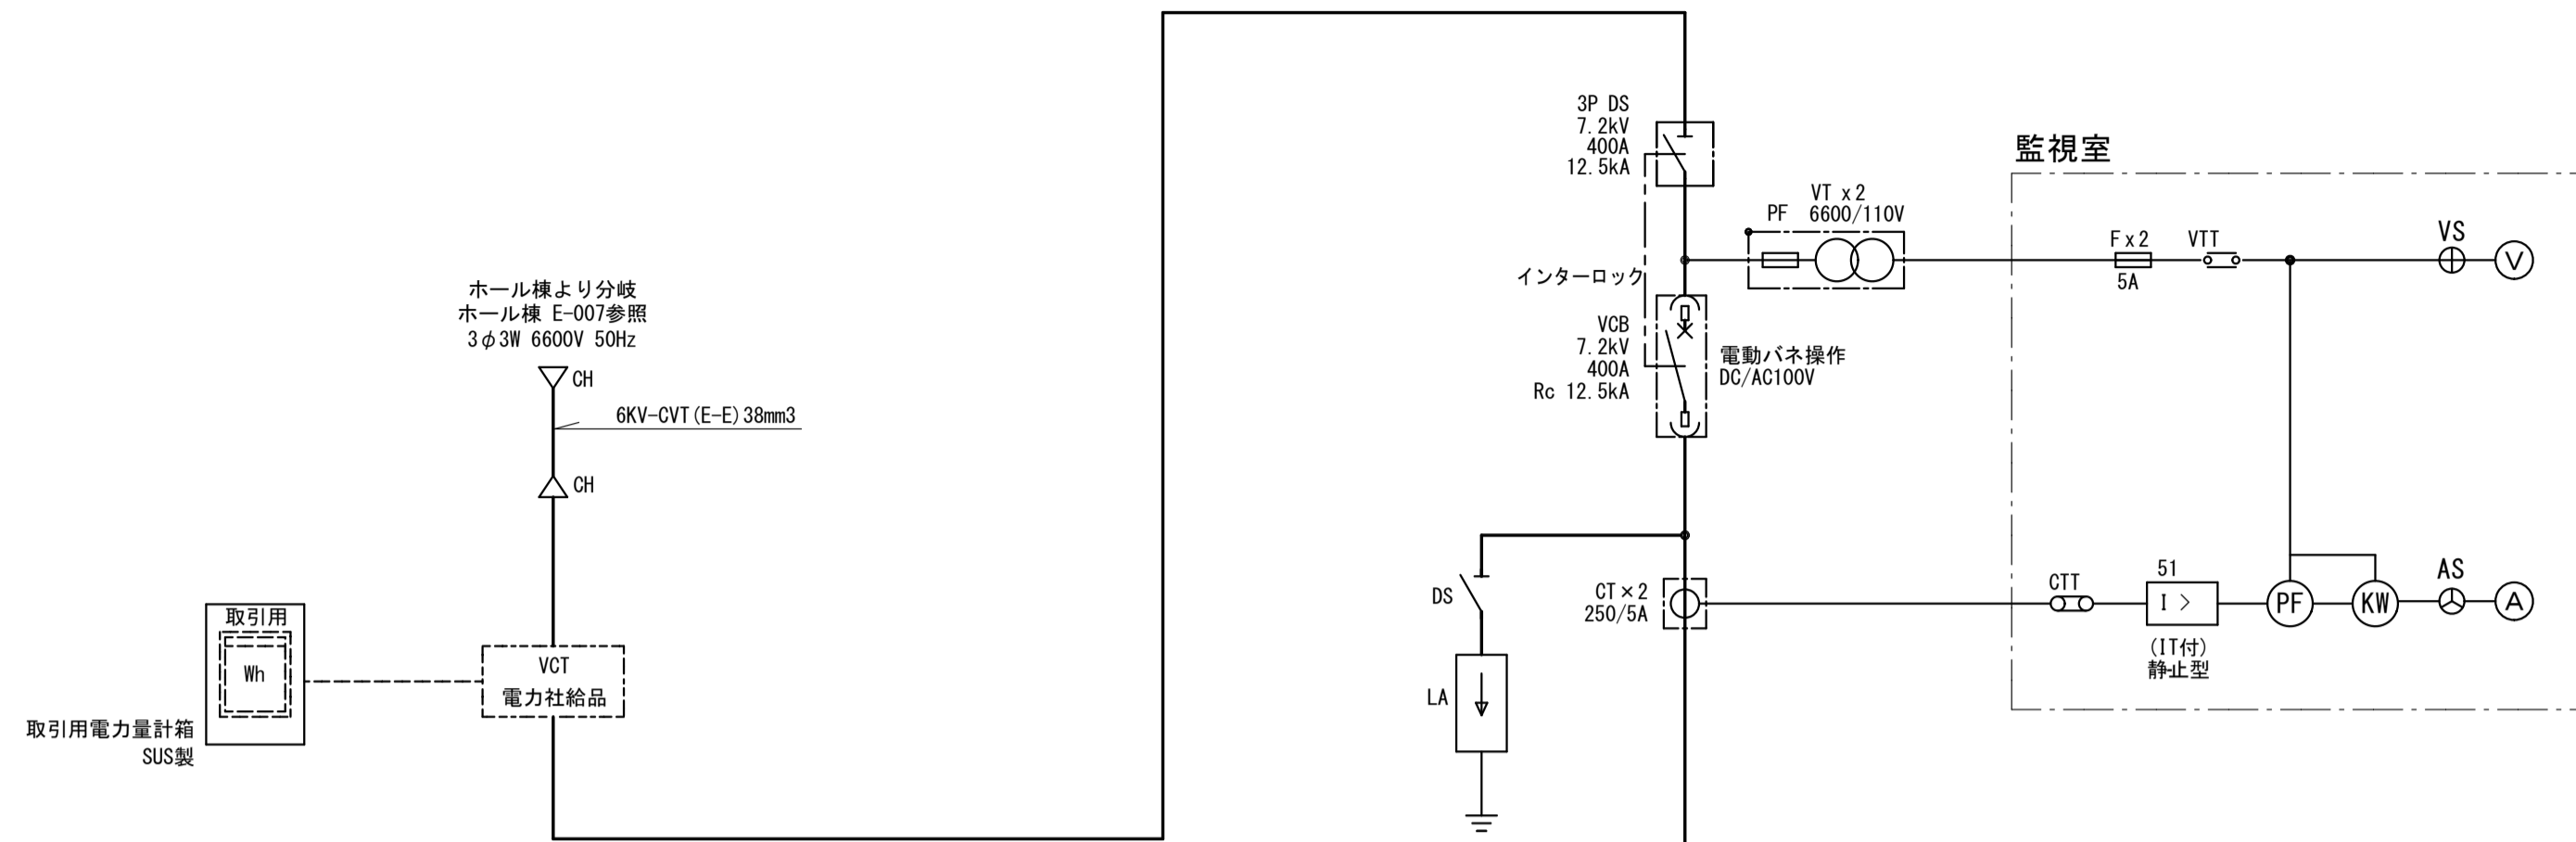 ホール棟より分岐
ホール棟 E-007参照
3φ3W 6600V 50Hz
CH
6KV-CVT(E-E)38mm3
CH
取引用
Wh
取引用電力量計箱
SUS製
VCT
電力社給品
3P DS
7.2kV
400A
12.5kA
インターロック
VCB
7.2kV
400A
Rc 12.5kA
電動バネ操作
DC/AC100V
PF
VT x2
6600/110V
DS
LA
CT×2
250/5A
監視室
Fx2
5A
VTT
VS
V
CTT
51
I >
(IT付)
静止型
PF
KW
AS
A